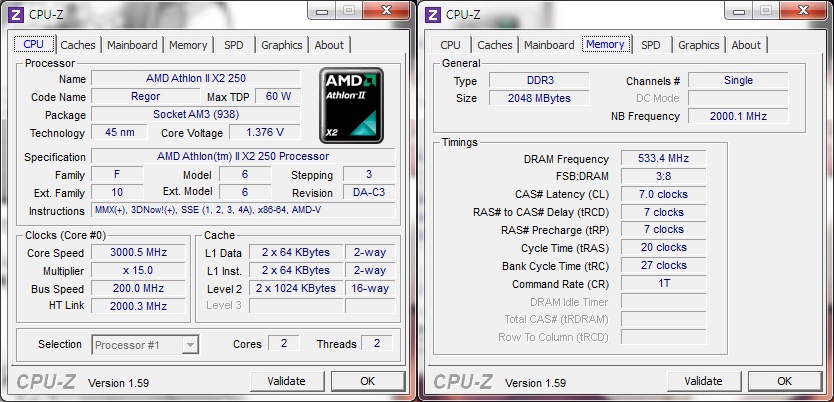 CPU-Z
CPU Caches Mainboard Memory SPD Graphics About
Processor
Name AMD Athlon II X2 250
Code Name Regor Max TDP 60 W
Package Socket AM3 (938)
Technology 45 nm Core Voltage 1.376 V
AMD
Athlon II
X2
Specification AMD Athlon(tm) II X2 250 Processor
Family F Model 6 Stepping 3
Ext. Family 10 Ext. Model 6 Revision DA-C3
Instructions MMX(+), 3DNow!(+), SSE (1, 2, 3, 4A), x86-64, AMD-V
Clocks (Core #0)
Core Speed 3000.5 MHz
Multiplier x 15.0
Bus Speed 200.0 MHz
HT Link 2000.3 MHz
Cache
L1 Data 2 x 64 KBytes 2-way
L1 Inst. 2 x 64 KBytes 2-way
Level 2 2 x 1024 KBytes 16-way
Level 3
Selection Processor #1 Cores 2 Threads 2
CPU-Z Version 1.59 Validate OK
CPU-Z
CPU Caches Mainboard Memory SPD Graphics About
General
Type DDR3 Channels # Single
Size 2048 MBytes DC Mode
NB Frequency 2000.1 MHz
Timings
DRAM Frequency 533.4 MHz
FSB:DRAM 3:8
CAS# Latency (CL) 7.0 clocks
RAS# to CAS# Delay (tRCD) 7 clocks
RAS# Precharge (tRP) 7 clocks
Cycle Time (tRAS) 20 clocks
Bank Cycle Time (tRC) 27 clocks
Command Rate (CR) 1T
DRAM Idle Timer
Total CAS# (tRDRAM)
Row To Column (tRCD)
CPU-Z Version 1.59 Validate OK